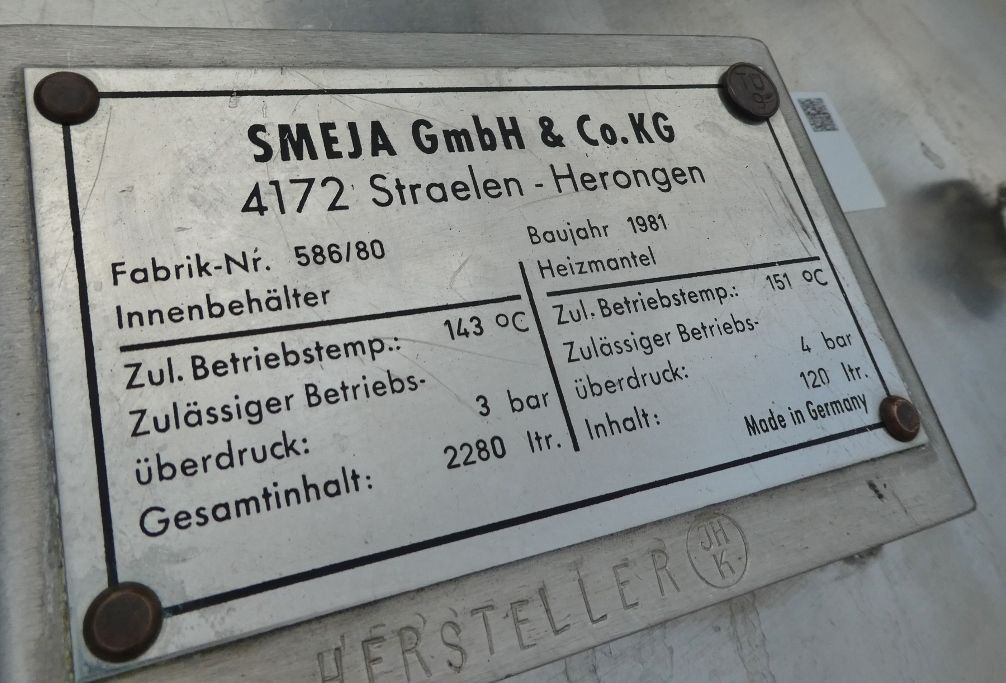 SMEJA GmbH & Co. KG
4172 Straelen - Herongen
Fabrik-Nr. 586/80
Innenbehälter
Zul. Betriebstemp.: 143 °C
Zulässiger Betriebs-
überdruck: 3 bar
Gesamtinhalt: 2280 ltr.
Baujahr 1981
Heizmantel
Zul. Betriebstemp.: 151 °C
Zulässiger Betriebs-
überdruck: 4 bar
Inhalt: 120 ltr.
Made in Germany
HERSTELLER JHK